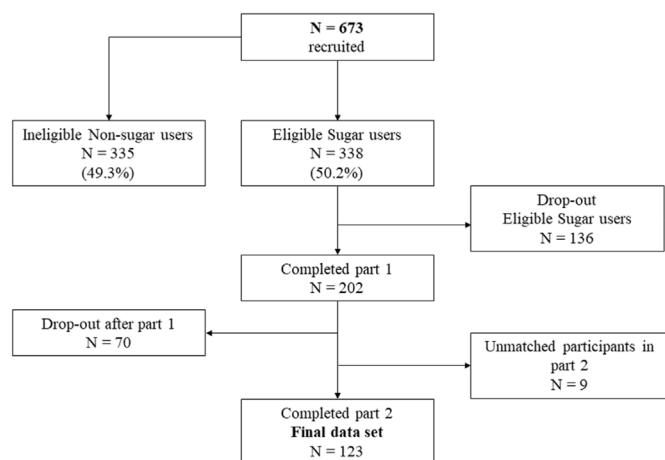 N = 673
recruited
Ineligible Non-sugar users
N = 335
(49.3%)
Eligible Sugar users
N = 338
(50.2%)
Drop-out
Eligible Sugar users
N = 136
Completed part 1
N = 202
Drop-out after part 1
N = 70
Unmatched participants in
part 2
N = 9
Completed part 2
Final data set
N = 123